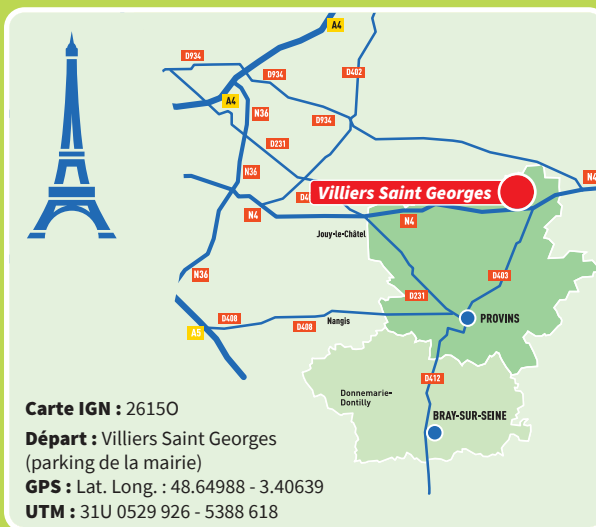 A4
D934
D934
D402
A4
N36
D934
D231
N36
Villiers Saint Georges
N4
N4
N4
Jouy-le-Châtel
N36
D403
D231
A5
D408
D408
Nangis
PROVINS
D412
Donnemarie-
Dontilly
BRAY-SUR-SEINE
Carte IGN : 2615O
Départ : Villiers Saint Georges
(parking de la mairie)
GPS : Lat. Long. : 48.64988 - 3.40639
UTM : 31U 0529 926 - 5388 618